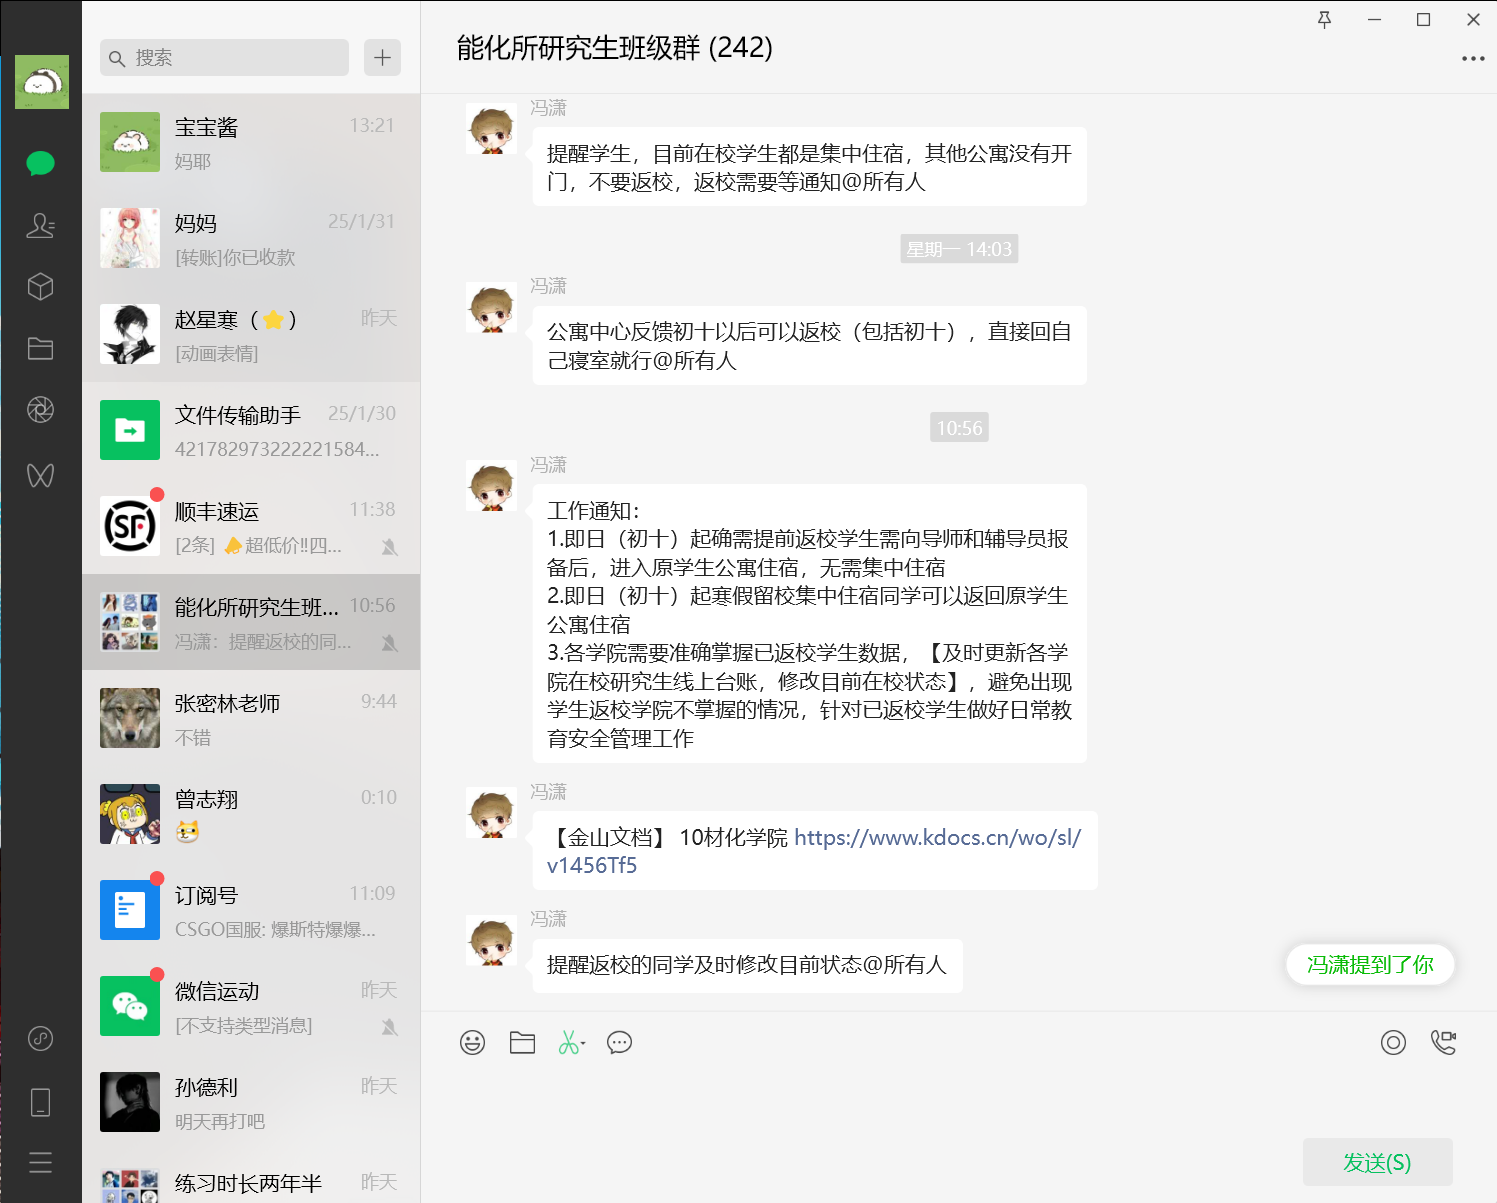 搜索
宝宝酱
13:21
妈耶
妈妈
25/1/31
[转账]你已收款
赵星寒（⭐）
昨天
[动画表情]
文件传输助手
25/1/30
421782973222221584...
SF
顺丰速运
11:38
[2条] 超低价‼四...
能化所研究生班...
10:56
冯潇：提醒返校的同...
张密林老师
9:44
不错
曾志翔
0:10
订阅号
11:09
CSGO国服: 爆斯特爆爆...
微信运动
昨天
[不支持类型消息]
孙德利
昨天
明天再打吧
练习时长两年半
昨天
能化所研究生班级群 (242)
冯潇
提醒学生，目前在校学生都是集中住宿，其他公寓没有开
门，不要返校，返校需要等通知@所有人
星期一 14:03
冯潇
公寓中心反馈初十以后可以返校（包括初十），直接回自
己寝室就行@所有人
10:56
冯潇
工作通知：
1.即日（初十）起确需提前返校学生需向导师和辅导员报
备后，进入原学生公寓住宿，无需集中住宿
2.即日（初十）起寒假留校集中住宿同学可以返回原学生
公寓住宿
3.各学院需要准确掌握已返校学生数据，【及时更新各学
院在校研究生线上台账，修改目前在校状态】，避免出现
学生返校学院不掌握的情况，针对已返校学生做好日常教
育安全管理工作
冯潇
【金山文档】 10材化学院 https://www.kdocs.cn/wo/sl/
v1456Tf5
冯潇
提醒返校的同学及时修改目前状态@所有人
冯潇提到了你
发送(S)